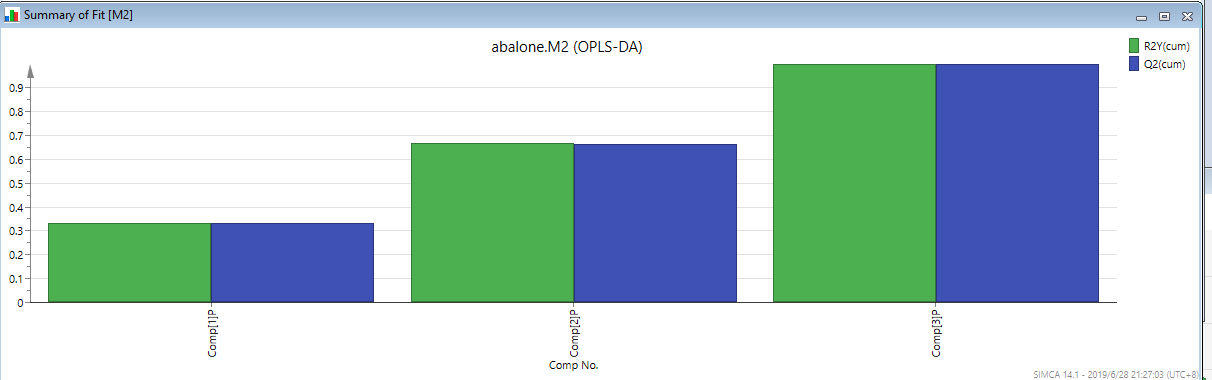 Summary of Fit [M2]
abalone.M2 (OPLS-DA)
R2Y(cum)
Q2(cum)
0.9
0.8
0.7
0.6
0.5
0.4
0.3
0.2
0.1
0
Comp[1]P
Comp[2]P
Comp[3]P
Comp No.
SIMCA 14.1 - 2019/6/28 21:27:03 (UTC+8)